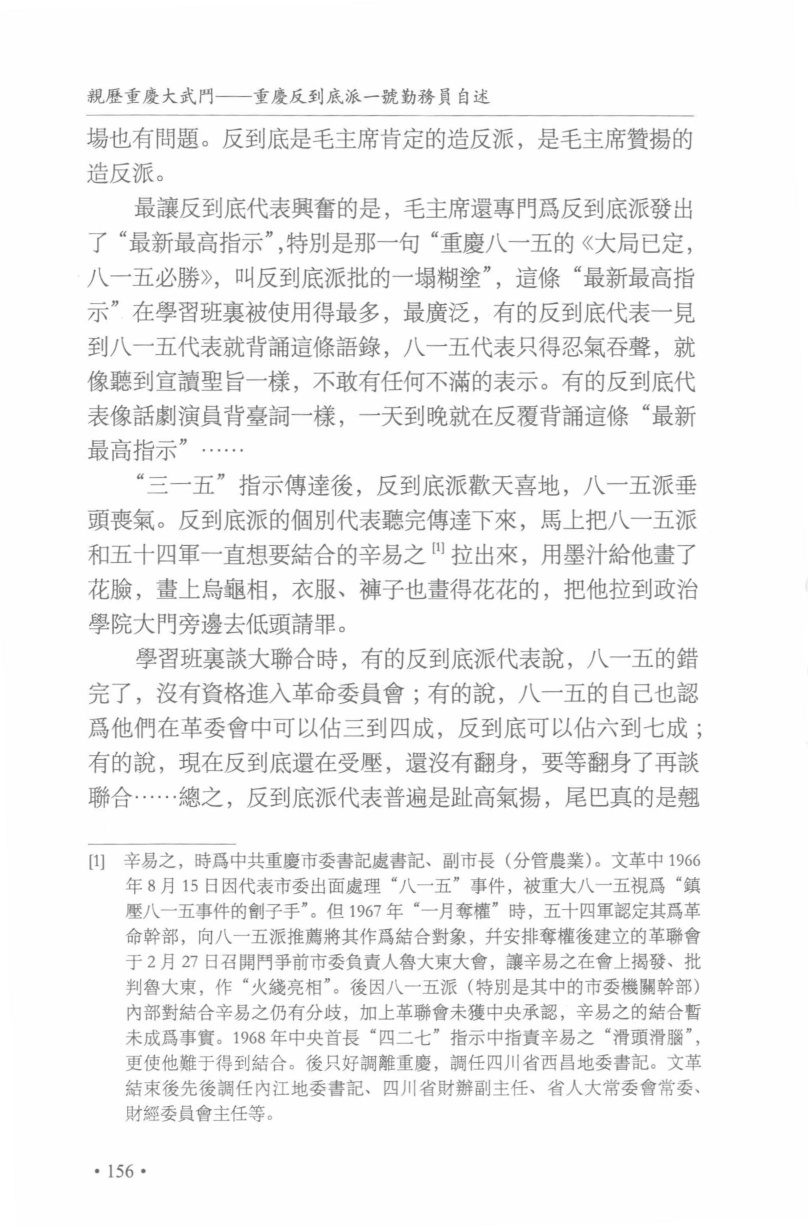 親歷重慶大武鬥——重慶反到底派一號勤務員自述
場也有問題。反到底是毛主席肯定的造反派，是毛主席贊揚的
造反派。
最讓反到底代表興奮的是，毛主席還專門爲反到底派發出
了“最新最高指示”,特別是那一句“重慶八一五的《大局已定，
八一五必勝》，叫反到底派批的一塌糊塗”，這條“最新最高指
示”在學習班裏被使用得最多，最廣泛，有的反到底代表一見
到八一五代表就背誦這條語錄，八一五代表只得忍氣吞聲，就
像聽到宣讀聖旨一樣，不敢有任何不滿的表示。有的反到底代
表像話劇演員背臺詞一樣，一天到晚就在反覆背誦這條“最新
最高指示”……
“三一五”指示傳達後，反到底派歡天喜地，八一五派垂
頭喪氣。反到底派的個別代表聽完傳達下來，馬上把八一五派
和五十四軍一直想要結合的辛易之[1]拉出來，用墨汁給他畫了
花臉，畫上烏龜相，衣服、褲子也畫得花花的，把他拉到政治
學院大門旁邊去低頭請罪。
學習班裏談大聯合時，有的反到底派代表說，八一五的錯
完了，沒有資格進入革命委員會；有的說，八一五的自己也認
爲他們在革委會中可以佔三到四成，反到底可以佔六到七成；
有的說，現在反到底還在受壓，還沒有翻身，要等翻身了再談
聯合……總之，反到底派代表普遍是趾高氣揚，尾巴真的是翹
[1] 辛易之，時爲中共重慶市委書記處書記、副市長（分管農業）。文革中1966
年8月15日因代表市委出面處理“八一五”事件，被重大八一五視爲“鎮
壓八一五事件的劊子手”。但1967年“一月奪權”時，五十四軍認定其爲革
命幹部，向八一五派推薦將其作爲結合對象，幷安排奪權後建立的革聯會
于2月27日召開鬥爭前市委負責人魯大東大會，讓辛易之在會上揭發、批
判魯大東，作“火綫亮相”。後因八一五派（特別是其中的市委機關幹部）
內部對結合辛易之仍有分歧，加上革聯會未獲中央承認，辛易之的結合暫
未成爲事實。1968年中央首長“四二七”指示中指責辛易之“滑頭滑腦”，
更使他難于得到結合。後只好調離重慶，調任四川省西昌地委書記。文革
結束後先後調任內江地委書記、四川省財辦副主任、省人大常委會常委、
財經委員會主任等。
• 156 •